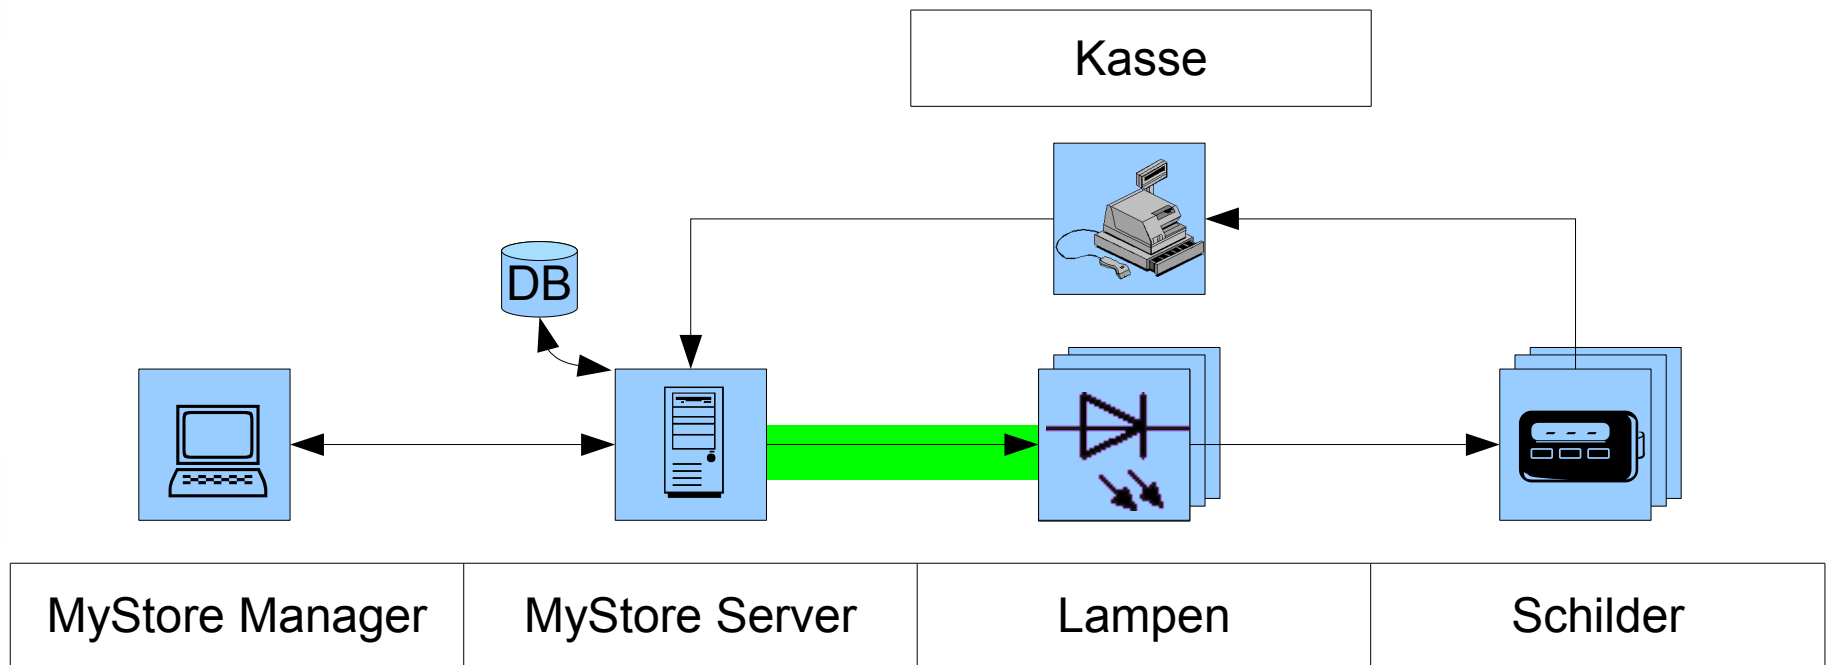 Kasse
DB
MyStore Manager
MyStore Server
Lampen
Schilder